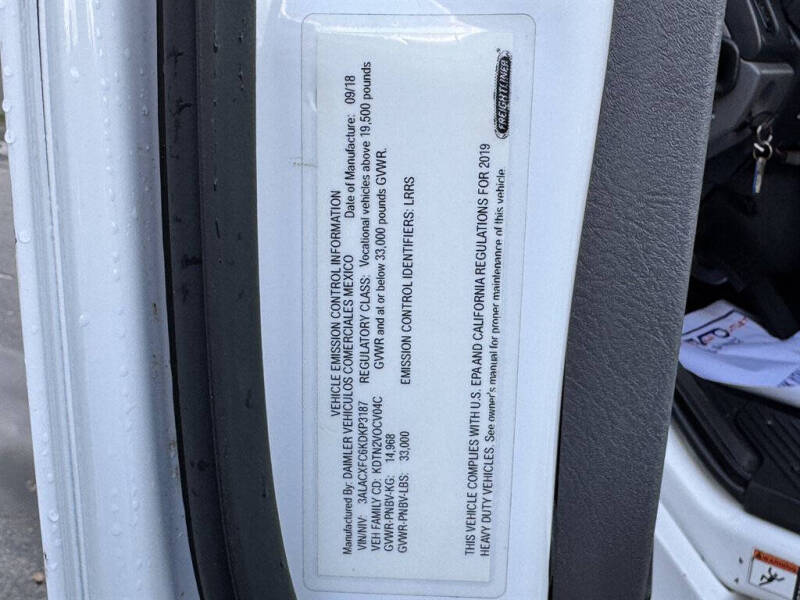 VEHICLE EMISSION CONTROL INFORMATION
Manufactured By: DAIMLER VEHICULOS COMERCIALES MEXICO Date of Manufacture: 09/18
VIN/NIV: 3ALACXFC6KDKP3187 REGULATORY CLASS: Vocational vehicles above 19,500 pounds
VEH FAMILY CD: KDTN2VOCV04C GVWR and at or below 33,000 pounds GVWR.
GVWR-PNBV-KG: 14,968
GVWR-PNBV-LBS: 33,000 EMISSION CONTROL IDENTIFIERS: LRRS
THIS VEHICLE COMPLIES WITH U.S. EPA AND CALIFORNIA REGULATIONS FOR 2019
HEAVY DUTY VEHICLES. See owner's manual for proper maintenance of this vehicle.
FREIGHTLINER
WARNING